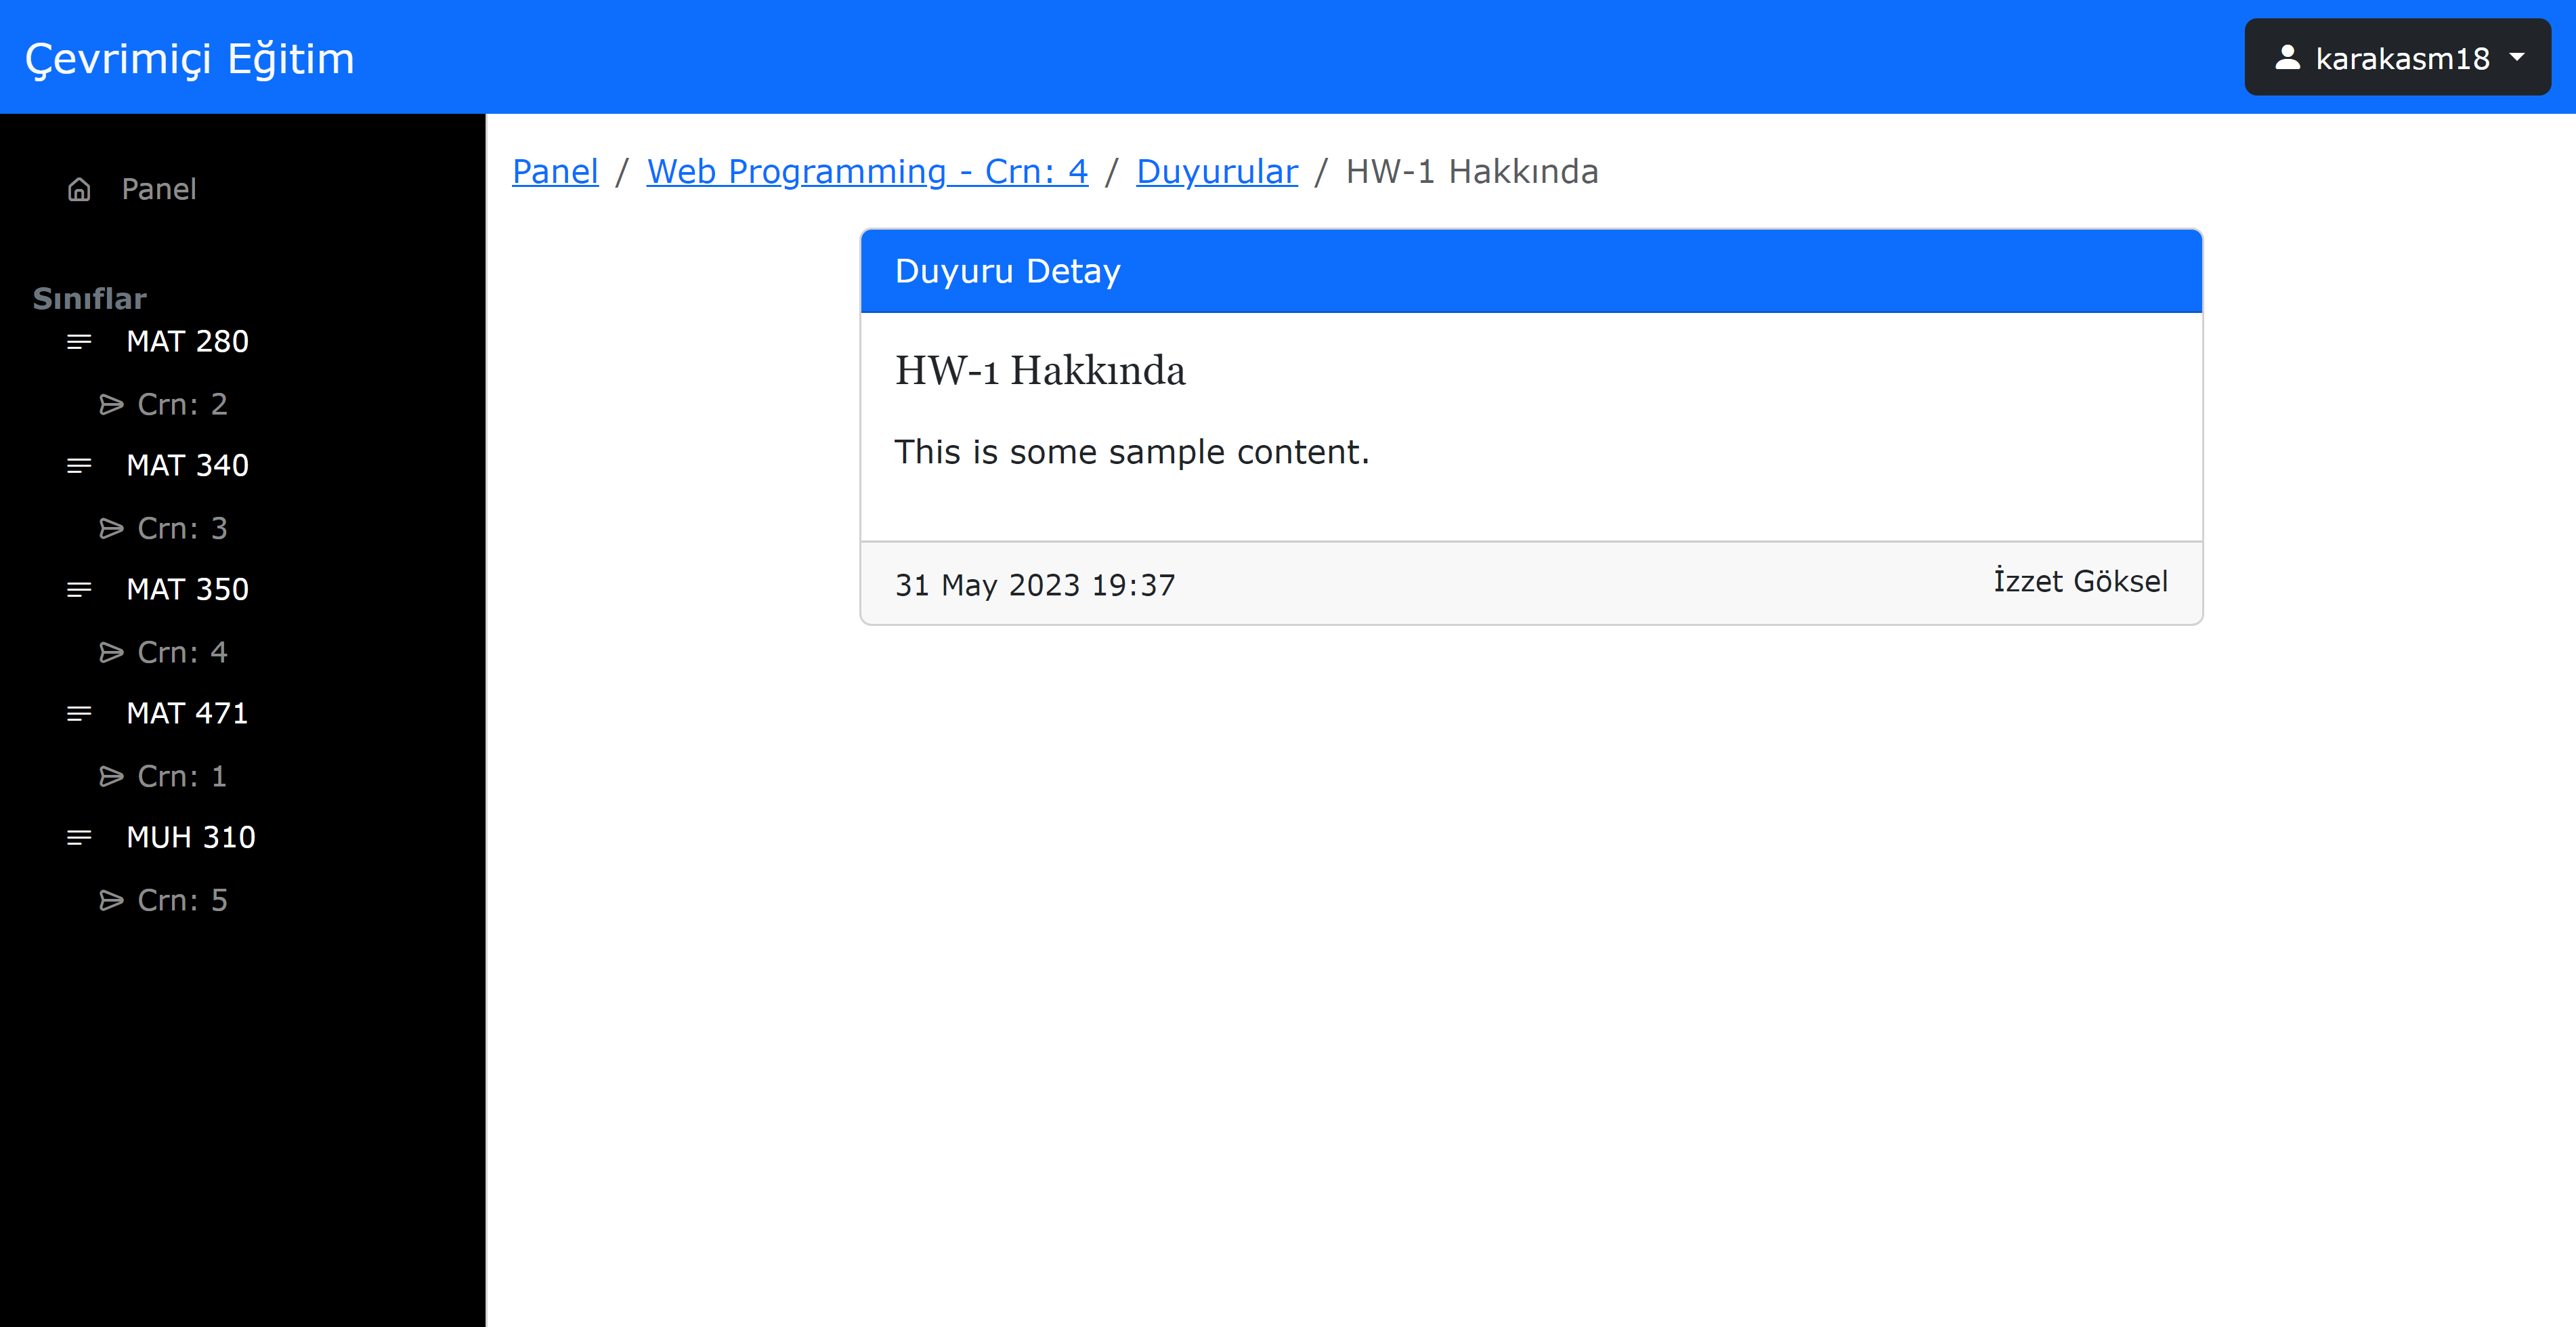 Çevrimiçi Eğitim
karakasm18
Panel
Sınıflar
MAT 280
Crn: 2
MAT 340
Crn: 3
MAT 350
Crn: 4
MAT 471
Crn: 1
MUH 310
Crn: 5
Panel / Web Programming - Crn: 4 / Duyurular / HW-1 Hakkında
Duyuru Detay
HW-1 Hakkında
This is some sample content.
31 May 2023 19:37
İzzet Göksel